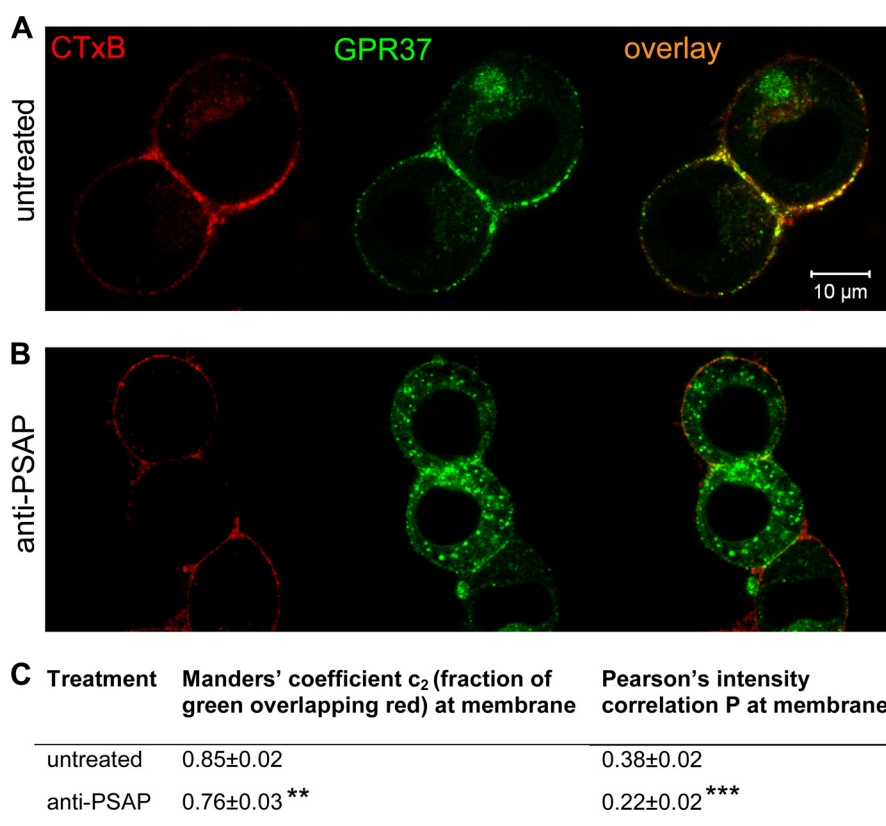 A
CTxB GPR37 overlay
untreated
10 µm
B
anti-PSAP
C Treatment Manders’ coefficient c₂ (fraction of green overlapping red) at membrane Pearson’s intensity correlation P at membrane
untreated 0.85±0.02 0.38±0.02
anti-PSAP 0.76±0.03 ** 0.22±0.02 ***